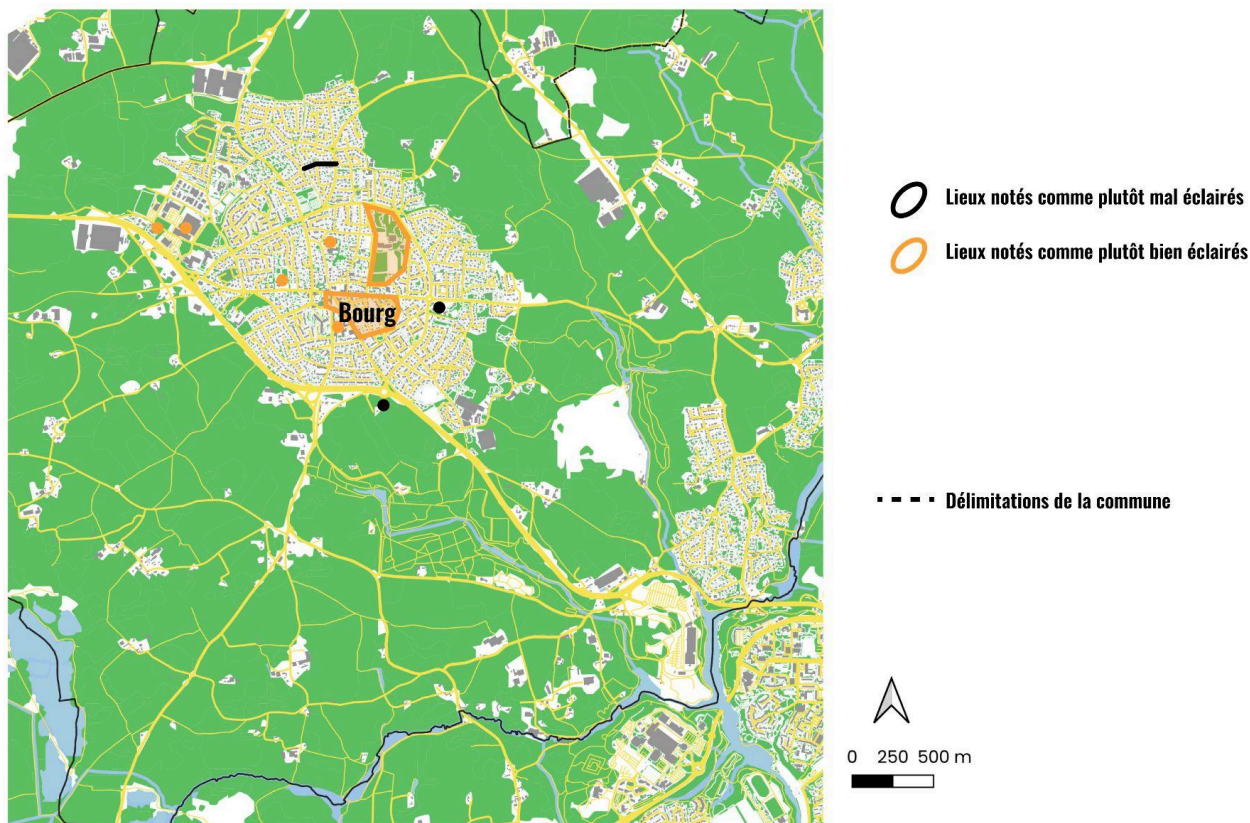 Bourg
Lieux notés comme plutôt mal éclairés
Lieux notés comme plutôt bien éclairés
Délimitations de la commune
0 250 500 m